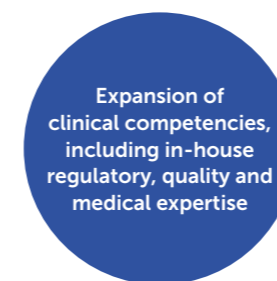 Expansion of
clinical competencies,
including in-house
regulatory, quality and
medical expertise